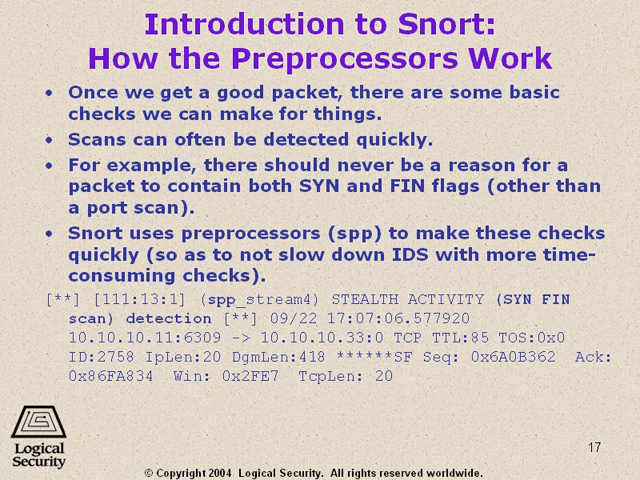 Introduction to Snort:
How the Preprocessors Work
• Once we get a good packet, there are some basic
checks we can make for things.
• Scans can often be detected quickly.
• For example, there should never be a reason for a
packet to contain both SYN and FIN flags (other than
a port scan).
• Snort uses preprocessors (spp) to make these checks
quickly (so as to not slow down IDS with more time-
consuming checks).
[**] [111:13:1] (spp_stream4) STEALTH ACTIVITY (SYN FIN
scan) detection [**] 09/22 17:07:06.577920
10.10.10.11:6309 -> 10.10.10.33:0 TCP TTL:85 TOS:0x0
ID:2758 IpLen:20 DgmLen:418 ******SF Seq: 0x6A0B362 Ack:
0x86FA834 Win: 0x2FE7 TcpLen: 20
Logical
Security
17
© Copyright 2004 Logical Security. All rights reserved worldwide.